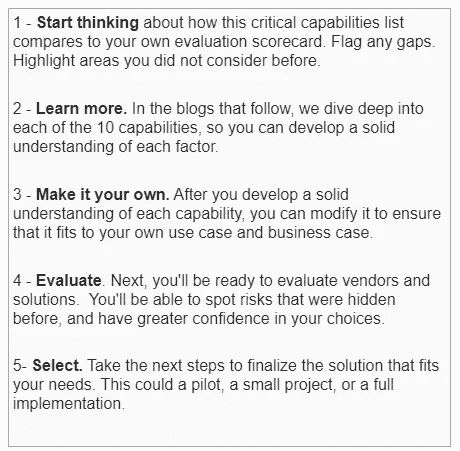 1 - Start thinking about how this critical capabilities list
compares to your own evaluation scorecard. Flag any gaps.
Highlight areas you did not consider before.
2 - Learn more. In the blogs that follow, we dive deep into
each of the 10 capabilities, so you can develop a solid
understanding of each factor.
3 - Make it your own. After you develop a solid
understanding of each capability, you can modify it to ensure
that it fits to your own use case and business case.
4 - Evaluate. Next, you'll be ready to evaluate vendors and
solutions.  You'll be able to spot risks that were hidden
before, and have greater confidence in your choices.
5- Select. Take the next steps to finalize the solution that fits
your needs. This could a pilot, a small project, or a full
implementation.